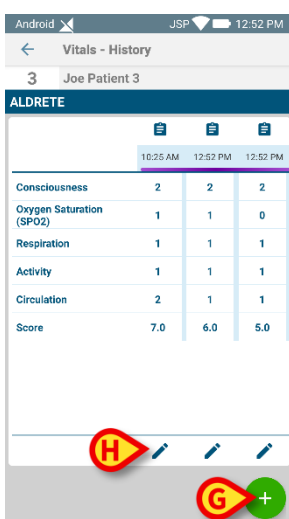 Android JSP 12:52 PM
Vitals - History
3 Joe Patient 3
ALDRETE
10:25 AM 12:52 PM 12:52 PM
Consciousness 2 2 2
Oxygen Saturation
(SPO2) 1 1 0
Respiration 1 1 1
Activity 1 1 1
Circulation 2 1 1
Score 7.0 6.0 5.0
H
G